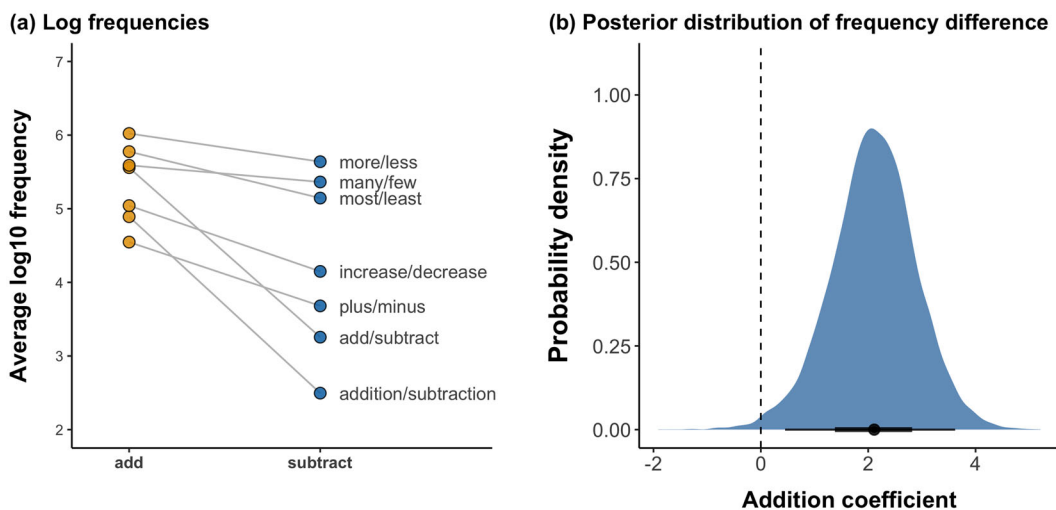 (a) Log frequencies
Average log10 frequency
7
6
5
4
3
2
more/less
many/few
most/least
increase/decrease
plus/minus
add/subtract
addition/subtraction
add subtract
(b) Posterior distribution of frequency difference
Probability density
1.00
0.75
0.50
0.25
0.00
-2 0 2 4
Addition coefficient